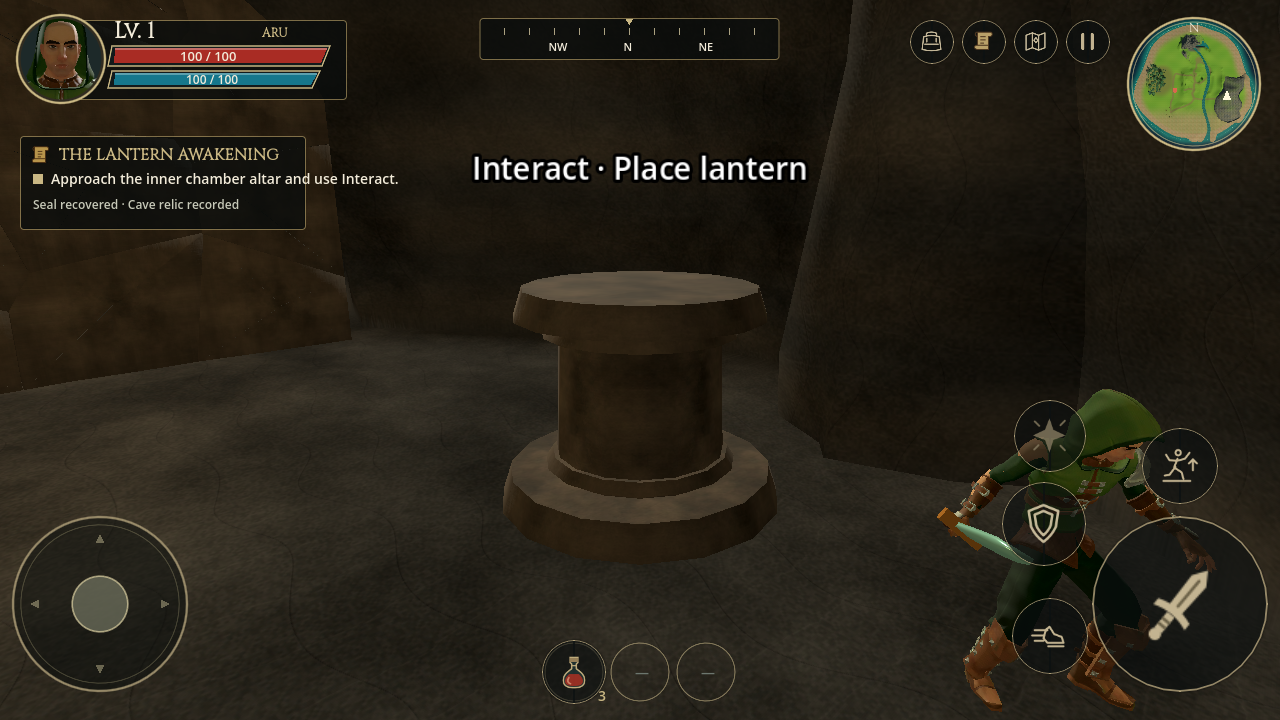 LV. 1
ARU
100 / 100
100 / 100
NW N NE
N
THE LANTERN AWAKENING
Approach the inner chamber altar and use Interact.
Seal recovered · Cave relic recorded
Interact · Place lantern
3